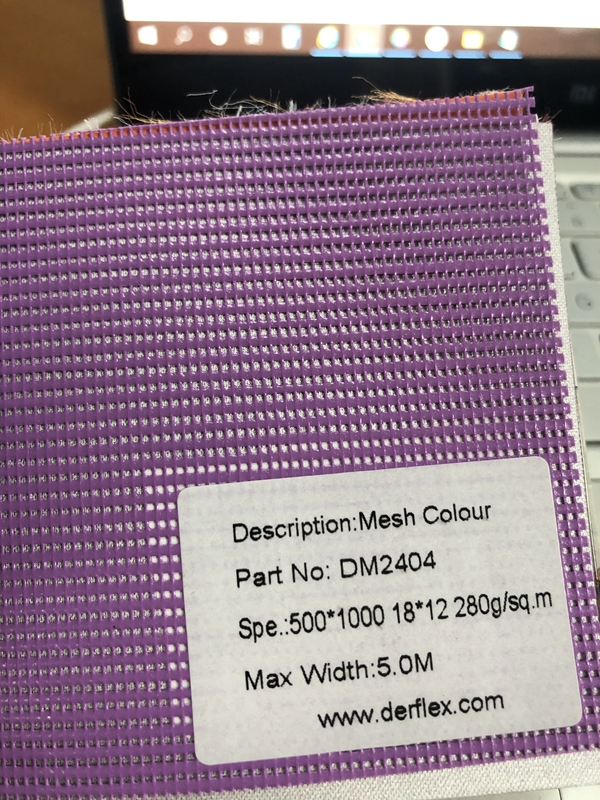 Description:Mesh Colour
Part No: DM2404
Spe.:500*1000 18*12 280g/sq.m
Max Width:5.0M
www.derflex.com